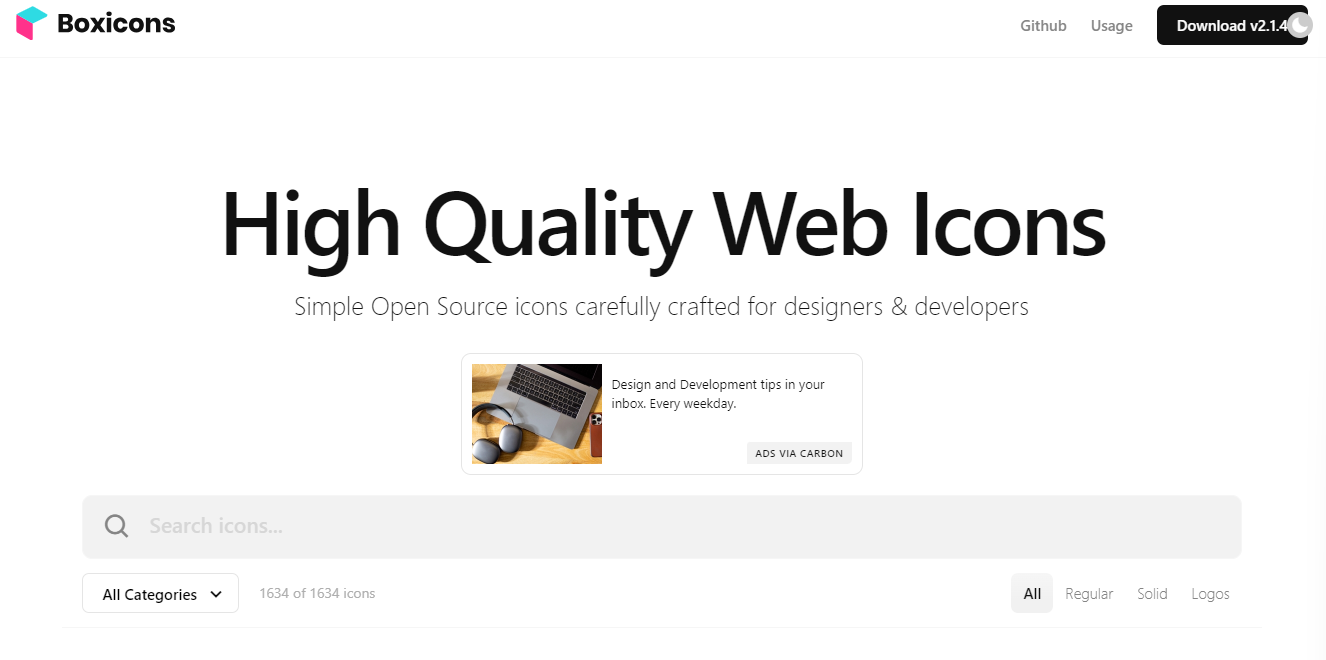 Boxicons
Github
Usage
Download v2.1.4
High Quality Web Icons
Simple Open Source icons carefully crafted for designers & developers
Design and Development tips in your
inbox. Every weekday.
ADS VIA CARBON
Search icons...
All Categories
1634 of 1634 icons
All
Regular
Solid
Logos